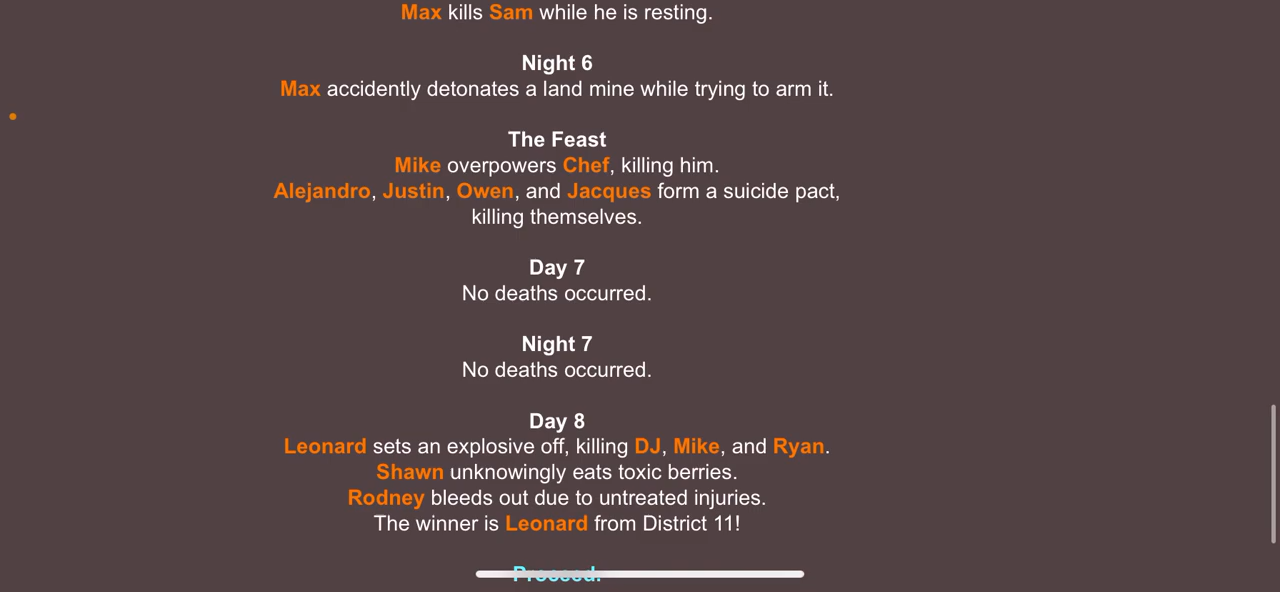 Max kills Sam while he is resting.
Night 6
Max accidently detonates a land mine while trying to arm it.
The Feast
Mike overpowers Chef, killing him.
Alejandro, Justin, Owen, and Jacques form a suicide pact,
killing themselves.
Day 7
No deaths occurred.
Night 7
No deaths occurred.
Day 8
Leonard sets an explosive off, killing DJ, Mike, and Ryan.
Shawn unknowingly eats toxic berries.
Rodney bleeds out due to untreated injuries.
The winner is Leonard from District 11!
Proceed.